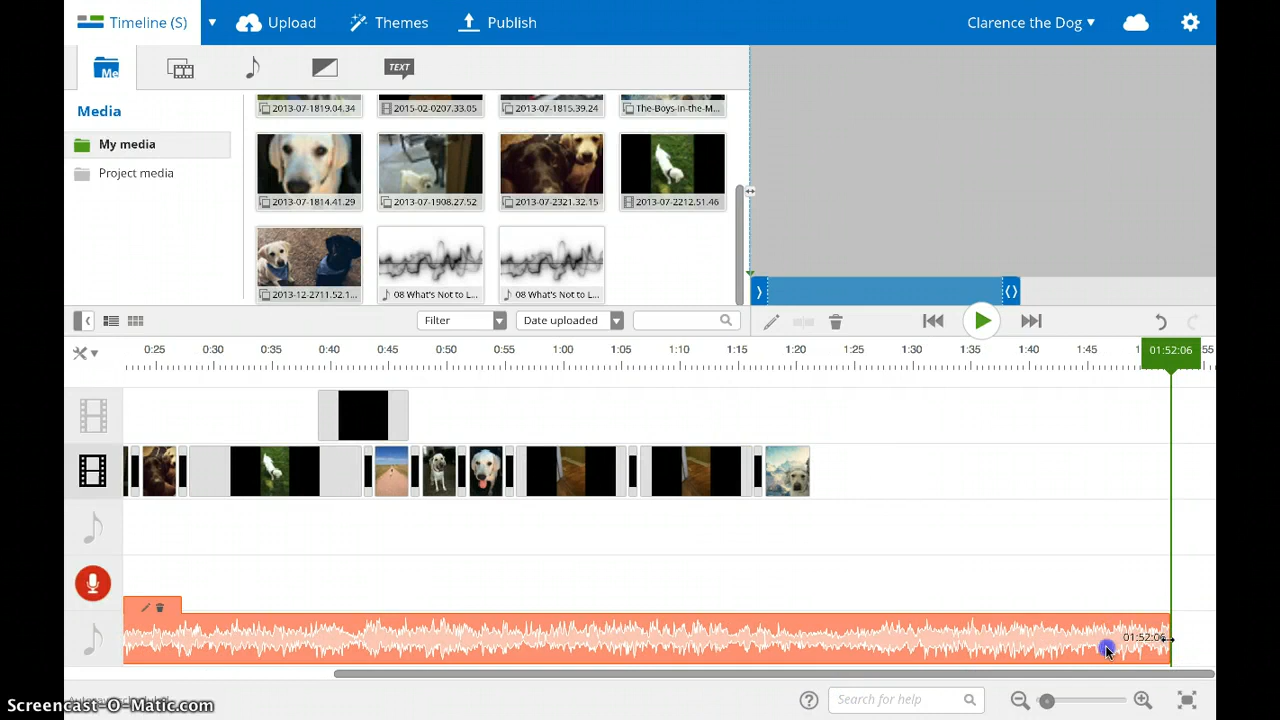 Timeline (S) Upload Themes Publish Clarence the Dog
Me TEXT
Media
My media
Project media
2013-07-1819.04.34 2015-02-0207.33.05 2013-07-1815.39.24 The-Boys-in-the-M...
2013-07-1814.41.29 2013-07-1908.27.52 2013-07-2321.32.15 2013-07-2212.51.46
2013-12-2711.52.1... 08 What's Not to L... 08 What's Not to L...
Filter Date uploaded
0:25 0:30 0:35 0:40 0:45 0:50 0:55 1:00 1:05 1:10 1:15 1:20 1:25 1:30 1:35 1:40 1:45 01:52:06 55
01:52:06
Search for help
Screencast-O-Matic.com